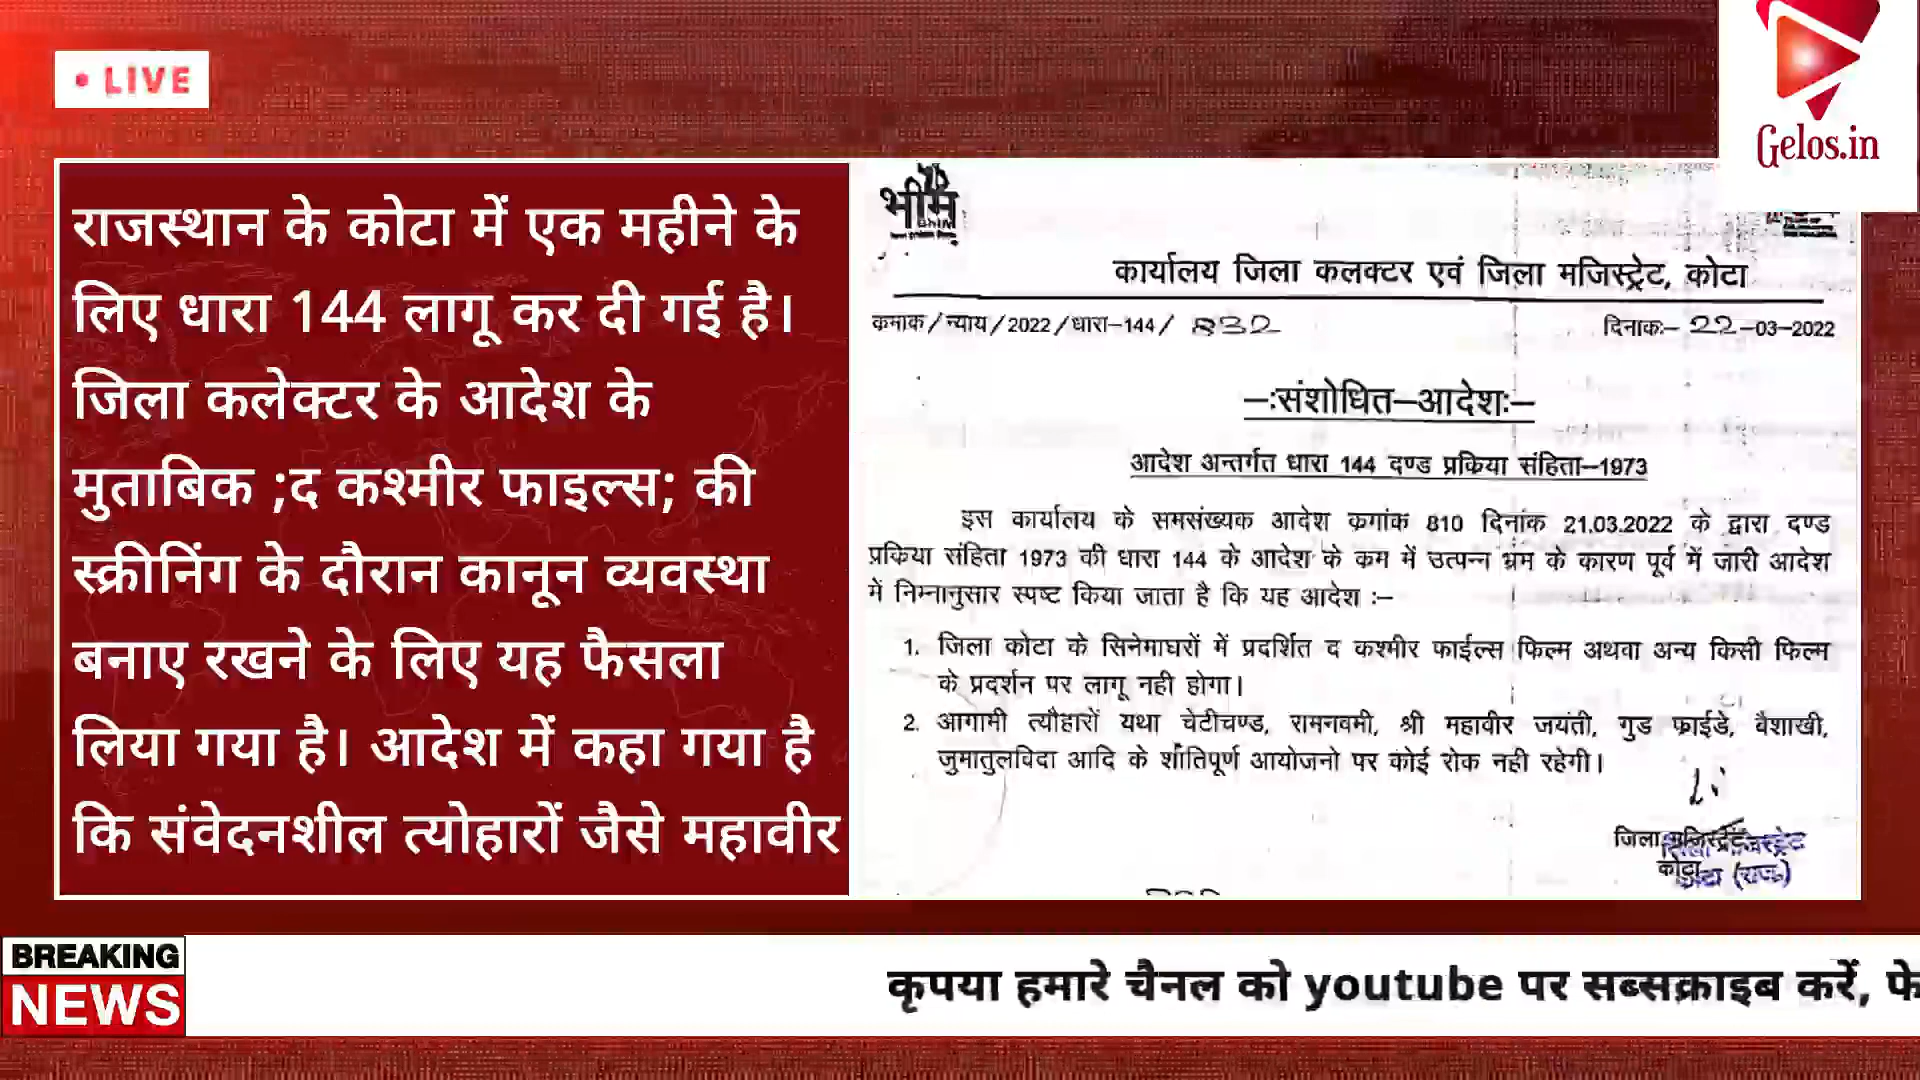 LIVE
Gelos.in
राजस्थान के कोटा में एक महीने के
लिए धारा 144 लागू कर दी गई है।
जिला कलेक्टर के आदेश के
मुताबिक ;द कश्मीर फाइल्स; की
स्क्रीनिंग के दौरान कानून व्यवस्था
बनाए रखने के लिए यह फैसला
लिया गया है। आदेश में कहा गया है
कि संवेदनशील त्योहारों जैसे महावीर
भीम
BHIM
कार्यालय जिला कलक्टर एवं जिला मजिस्ट्रेट, कोटा
कमाक/न्याय/2022/धारा-144/ 832
दिनाकः- 22-03-2022
-:संशोधित-आदेशः-
आदेश अन्तर्गत धारा 144 दण्ड प्रकिया संहिता-1973
इस कार्यालय के समसंख्यक आदेश क्रमांक 810 दिनांक 21.03.2022 के द्वारा दण्ड
प्रकिया संहिता 1973 की धारा 144 के आदेश के कम में उत्पन्न भ्रम के कारण पूर्व में जारी आदेश
में निम्नानुसार स्पष्ट किया जाता है कि यह आदेश :-
1. जिला कोटा के सिनेमाघरों में प्रदर्शित द कश्मीर फाईल्स फिल्म अथवा अन्य किसी फिल्म
के प्रदर्शन पर लागू नही होगा।
2. आगामी त्यौहारों यथा चेटीचण्ड, रामनवमी, श्री महावीर जयंती, गुड फ्राईडे, वैशाखी,
जुमातुलविदा आदि के शांतिपूर्ण आयोजनो पर कोई रोक नही रहेगी।
जिला मजिस्ट्रेट
कोटा (राज.)
BREAKING
NEWS
कृपया हमारे चैनल को youtube पर सब्सक्राइब करें, फे